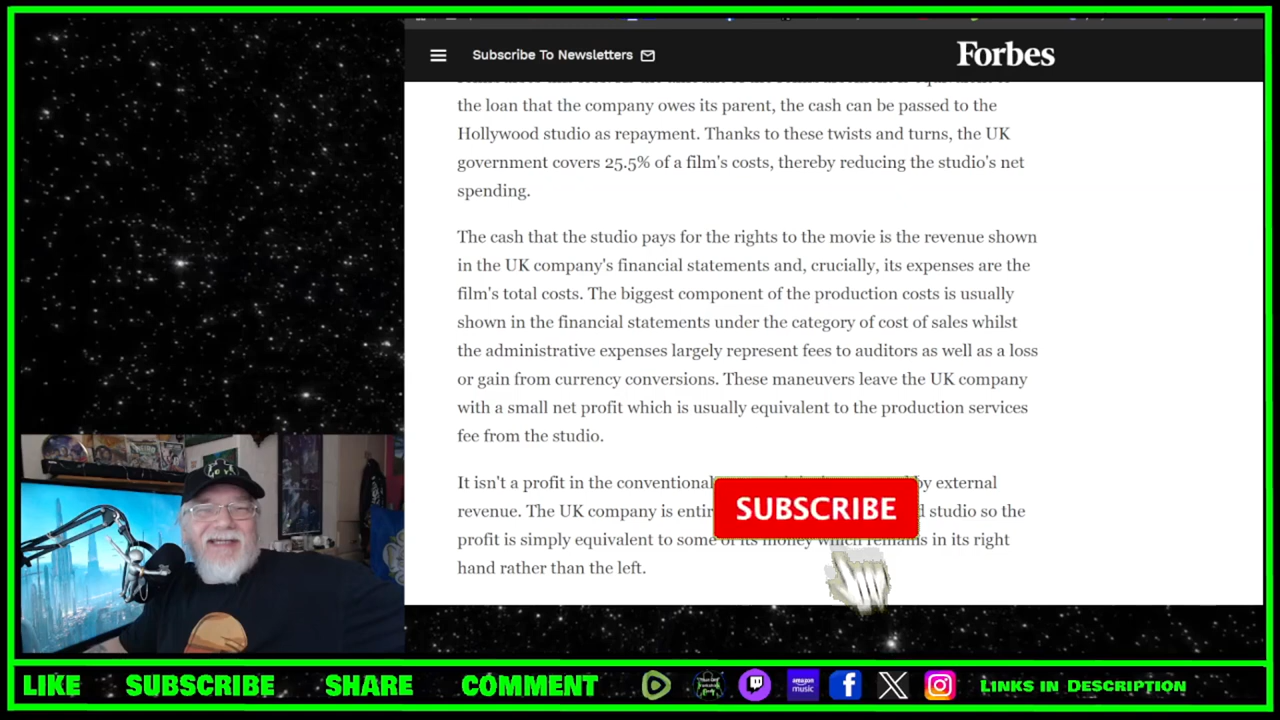 Subscribe To Newsletters
Forbes
the loan that the company owes its parent, the cash can be passed to the
Hollywood studio as repayment. Thanks to these twists and turns, the UK
government covers 25.5% of a film's costs, thereby reducing the studio's net
spending.
The cash that the studio pays for the rights to the movie is the revenue shown
in the UK company's financial statements and, crucially, its expenses are the
film's total costs. The biggest component of the production costs is usually
shown in the financial statements under the category of cost of sales whilst
the administrative expenses largely represent fees to auditors as well as a loss
or gain from currency conversions. These maneuvers leave the UK company
with a small net profit which is usually equivalent to the production services
fee from the studio.
It isn't a profit in the conventional by external
revenue. The UK company is studio so the
profit is simply equivalent to some of its money which remains in its right
hand rather than the left.
SUBSCRIBE
LIKE SUBSCRIBE SHARE COMMENT amazon music LINKS IN DESCRIPTION